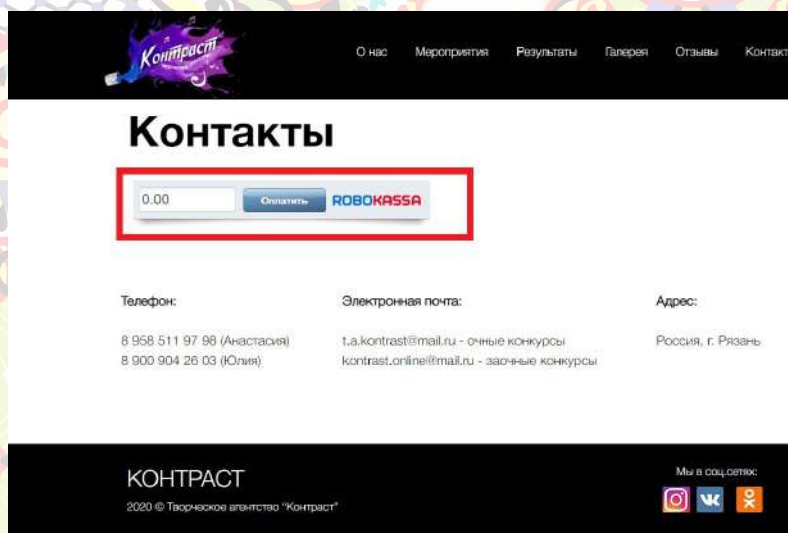 Контраст
О нас Мероприятия Результаты Галерея Отзывы Контакт
Контакты
0.00 Оплатить ROBOKASSA
Телефон: Электронная почта: Адрес:
8 958 511 97 98 (Анастасия) t.a.kontrast@mail.ru - очные конкурсы Россия, г. Рязань
8 900 904 26 03 (Юлия) kontrast.online@mail.ru - заочные конкурсы
КОНТРАСТ Мы в соц.сетях:
2020 © Творческое агентство "Контраст"